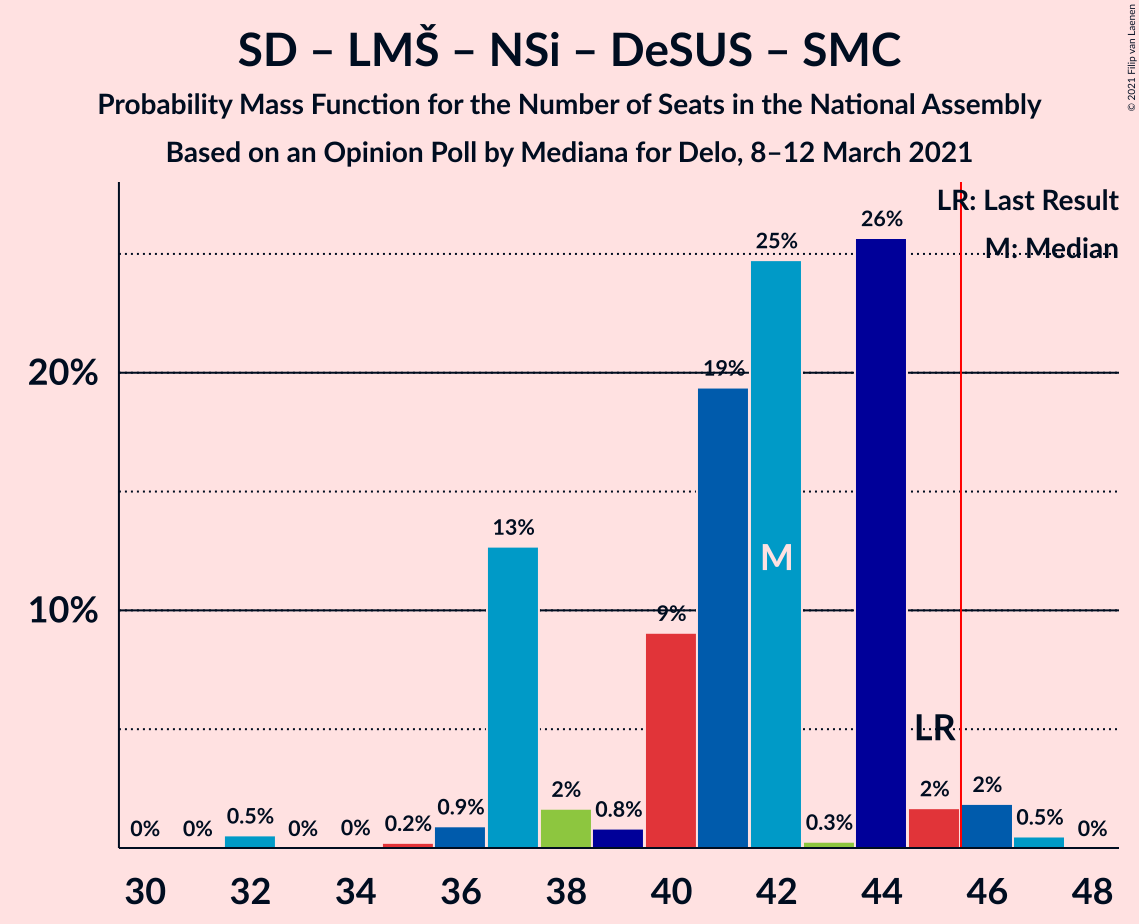 SD – LMŠ – NSi – DeSUS – SMC
Probability Mass Function for the Number of Seats in the National Assembly
Based on an Opinion Poll by Mediana for Delo, 8–12 March 2021
© 2021 Filip van Laenen
LR: Last Result
M: Median
20%
10%
0%
0%
0.5%
0%
0%
0.2%
0.9%
13%
2%
0.8%
9%
19%
25%
0.3%
26%
2%
2%
0.5%
0%
M
LR
30 32 34 36 38 40 42 44 46 48